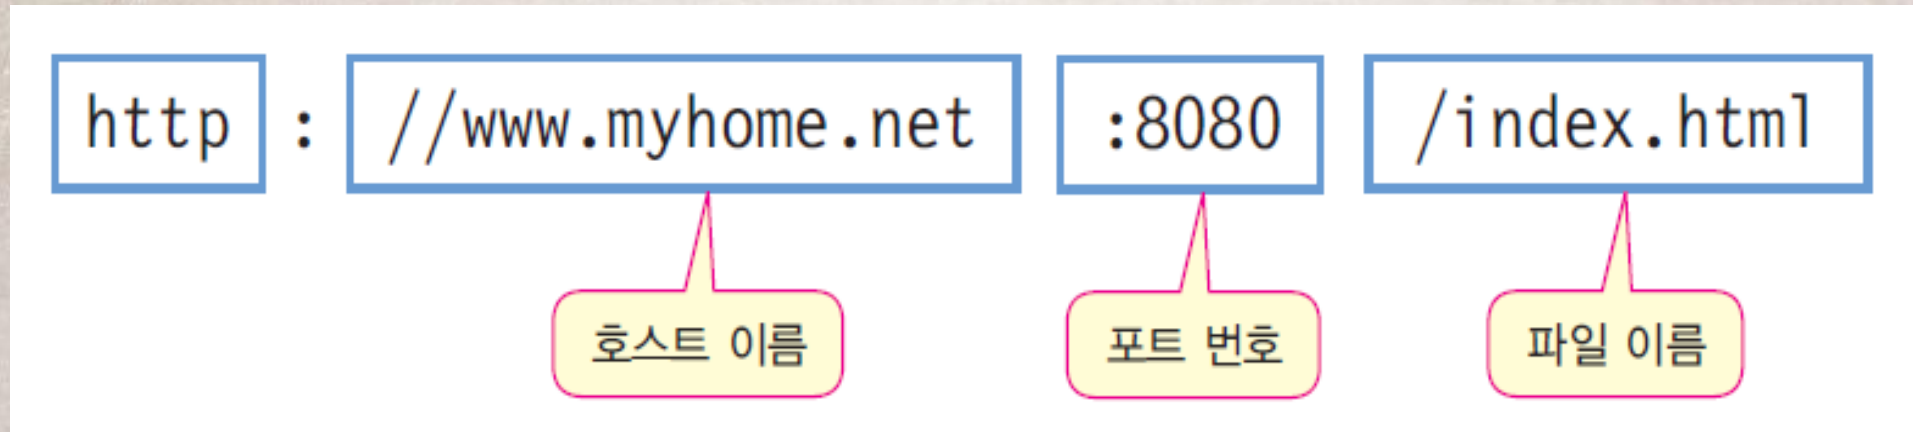 http : //www.myhome.net :8080 /index.html
호스트 이름 포트 번호 파일 이름